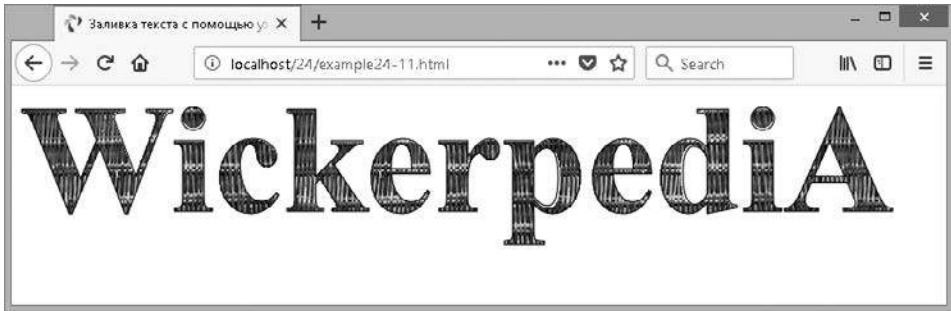 Заливка текста с помощью
localhost/24/example24-11.html
Search
WickerpediA